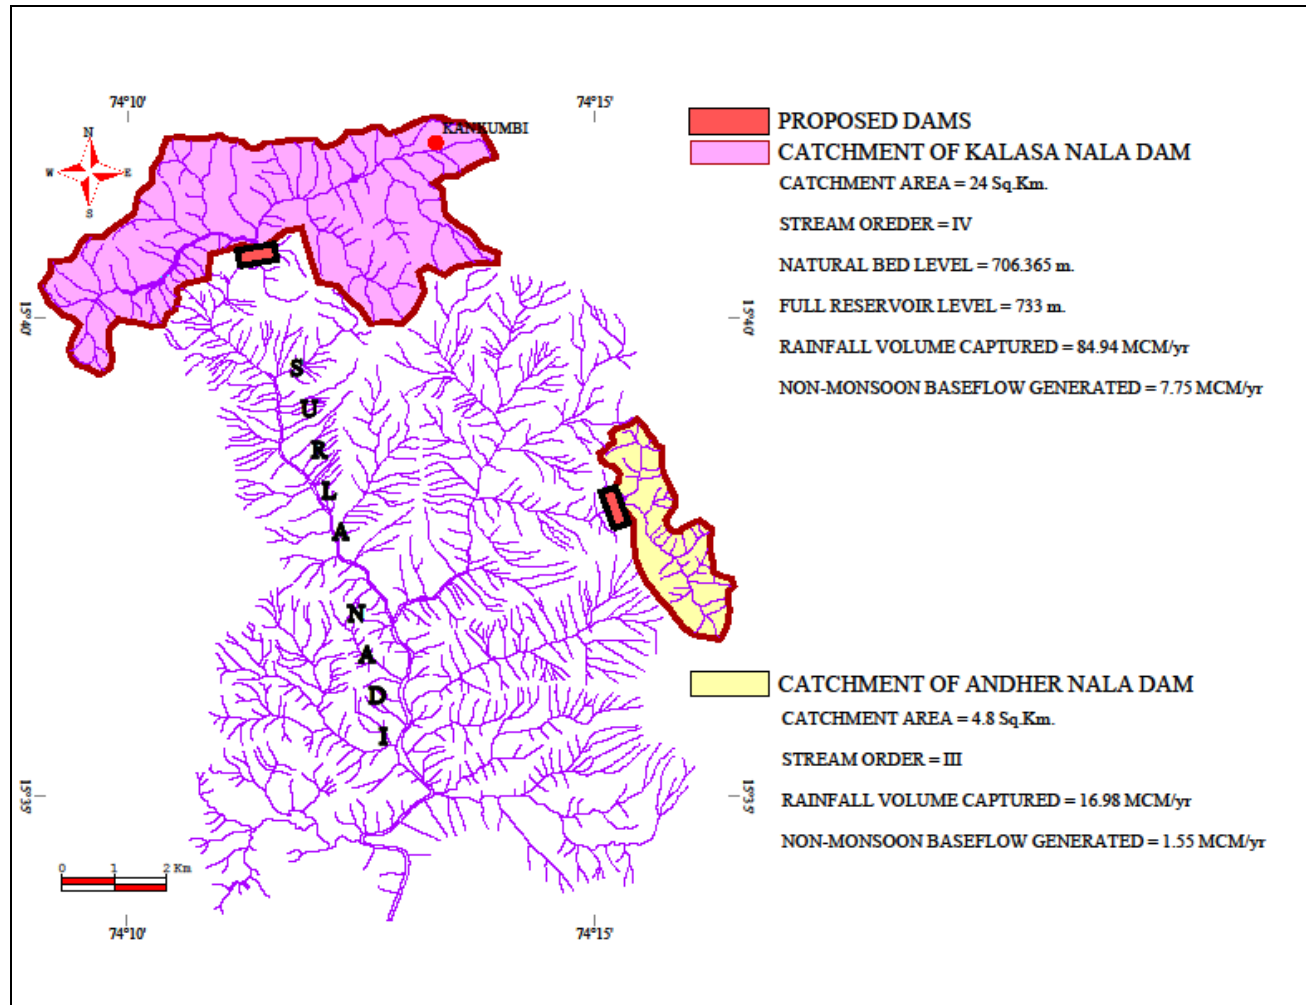 74°10'
74°15'
N
W
E
S
KANKUMBI
15°40'
15°40'
SURLA NADI
15°35'
0 1 2 Km
74°10'
74°15'
PROPOSED DAMS
CATCHMENT OF KALASA NALA DAM
CATCHMENT AREA = 24 Sq.Km.
STREAM OREDER = IV
NATURAL BED LEVEL = 706.365 m.
FULL RESERVOIR LEVEL = 733 m.
RAINFALL VOLUME CAPTURED = 84.94 MCM/yr
NON-MONSOON BASEFLOW GENERATED = 7.75 MCM/yr
CATCHMENT OF ANDHER NALA DAM
CATCHMENT AREA = 4.8 Sq.Km.
STREAM ORDER = III
RAINFALL VOLUME CAPTURED = 16.98 MCM/yr
NON-MONSOON BASEFLOW GENERATED = 1.55 MCM/yr
15°35'